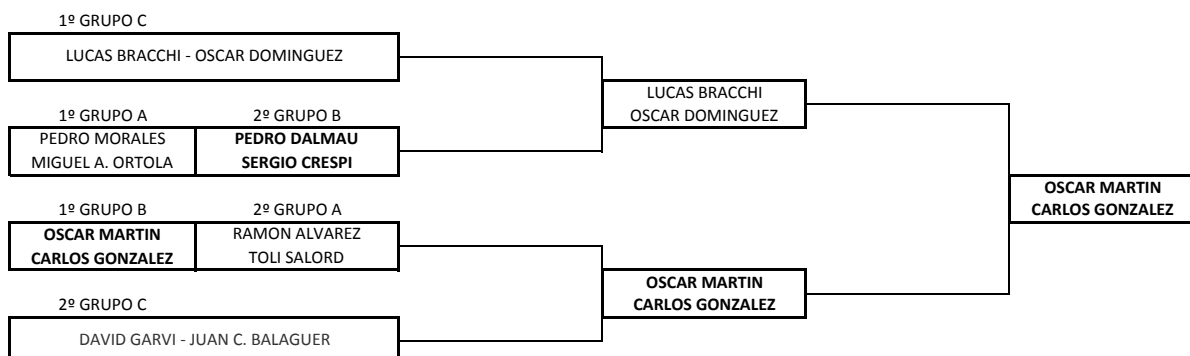 1º GRUPO C
LUCAS BRACCHI - OSCAR DOMINGUEZ
1º GRUPO A 2º GRUPO B
PEDRO MORALES PEDRO DALMAU
MIGUEL A. ORTOLA SERGIO CRESPI
1º GRUPO B 2º GRUPO A
OSCAR MARTIN RAMON ALVAREZ
CARLOS GONZALEZ TOLI SALORD
2º GRUPO C
DAVID GARVI - JUAN C. BALAGUER
LUCAS BRACCHI
OSCAR DOMINGUEZ
OSCAR MARTIN
CARLOS GONZALEZ
OSCAR MARTIN
CARLOS GONZALEZ